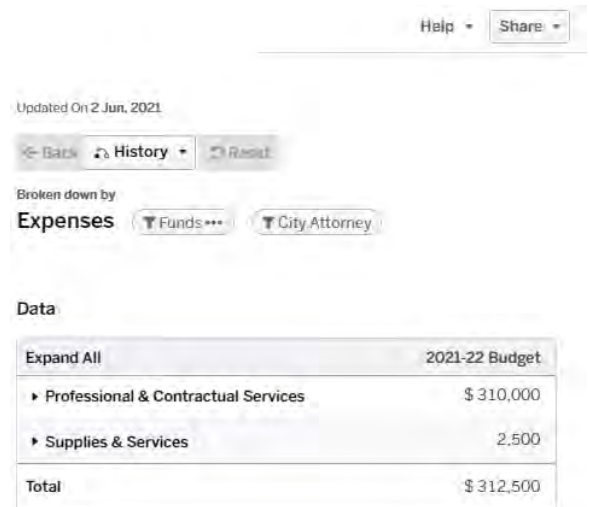 Help Share
Updated On 2 Jun, 2021
Back History Reset
Broken down by
Expenses Funds ••• City Attorney
Data
Expand All 2021-22 Budget
Professional & Contractual Services $ 310,000
Supplies & Services 2,500
Total $ 312,500